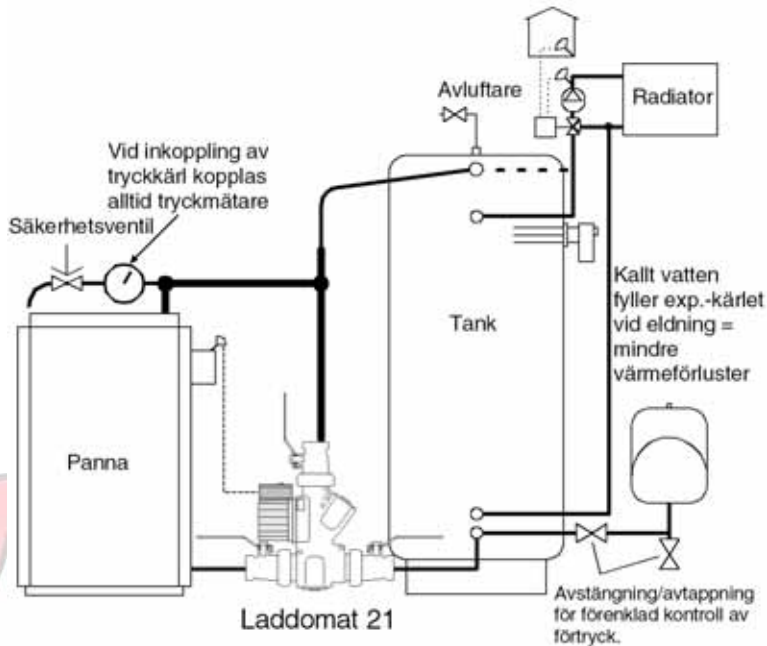 Avluftare
Radiator
Vid inkoppling av
tryckkärl kopplas
alltid tryckmätare
Säkerhetsventil
Kallt vatten
fyller exp.-kärlet
vid eldning =
mindre
värmeförluster
Tank
Panna
Laddomat 21
Avstängning/avtappning
för förenklad kontroll av
förtryck.